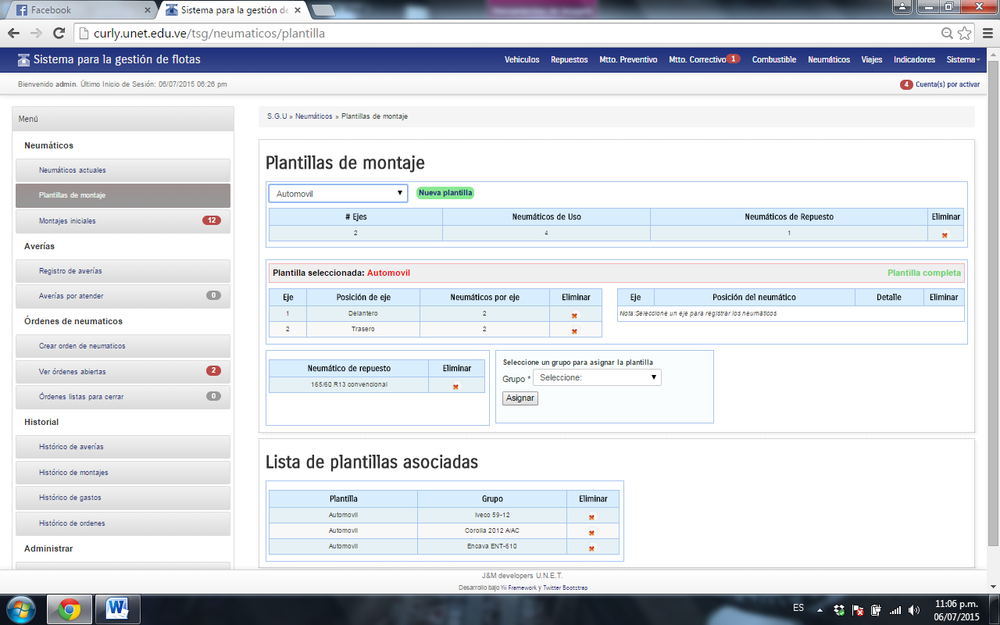 Facebook
Sistema para la gestión de
curly.unet.edu.ve/tsg/neumaticos/plantilla
Sistema para la gestión de flotas
Vehiculos Repuestos Mtto. Preventivo Mtto. Correctivo 1 Combustible Neumáticos Viajes Indicadores Sistema
Bienvenido admin. Último Inicio de Sesión: 06/07/2015 06:26 pm
4 Cuenta(s) por activar
Menú
Neumáticos
Neumáticos actuales
Plantillas de montaje
Montajes iniciales 12
Averías
Registro de averías
Averías por atender 0
Órdenes de neumaticos
Crear orden de neumaticos
Ver órdenes abiertas 2
Órdenes listas para cerrar 0
Historial
Histórico de averías
Histórico de montajes
Histórico de gastos
Histórico de ordenes
Administrar
S.G.U » Neumáticos » Plantillas de montaje
Plantillas de montaje
Automovil Nueva plantilla
# Ejes Neumáticos de Uso Neumáticos de Repuesto Eliminar
2 4 1
Plantilla seleccionada: Automovil Plantilla completa
Eje Posición de eje Neumáticos por eje Eliminar
1 Delantero 2
2 Trasero 2
Eje Posición del neumático Detalle Eliminar
Nota:Seleccione un eje para registrar los neumáticos
Neumático de repuesto Eliminar
165/60 R13 convencional
Seleccione un grupo para asignar la plantilla
Grupo * Seleccione:
Asignar
Lista de plantillas asociadas
Plantilla Grupo Eliminar
Automovil Iveco 59-12
Automovil Corolla 2012 A/AC
Automovil Encava ENT-610
J&M developers U.N.E.T.
Desarrollo bajo Yii Framework y Twitter Bootstrap
ES
11:06 p.m.
06/07/2015